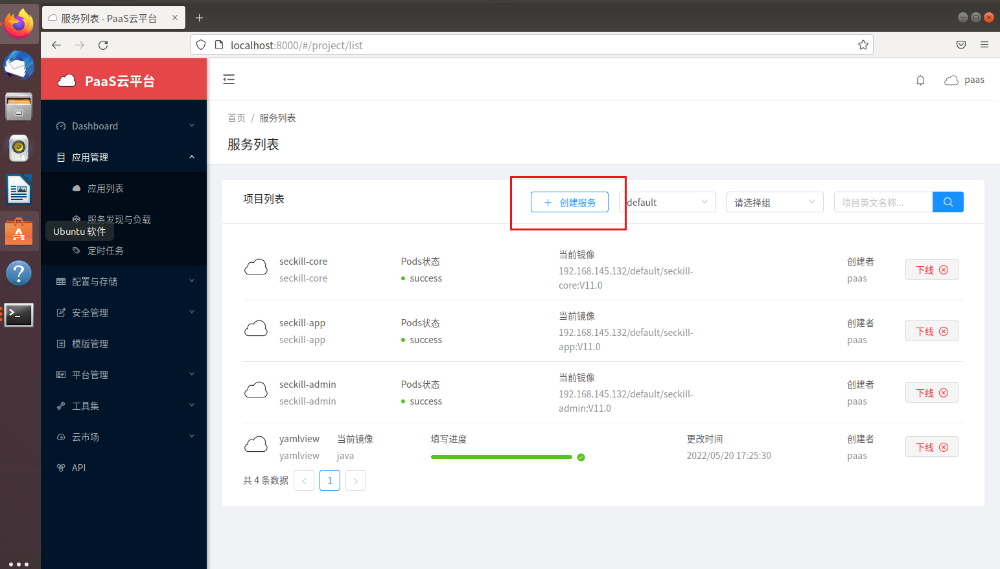 服务列表 - PaaS云平台
localhost:8000/#/project/list
PaaS云平台
paas
Dashboard
应用管理
应用列表
服务发现与负载
Ubuntu 软件
定时任务
配置与存储
安全管理
模版管理
平台管理
工具集
云市场
API
首页 / 服务列表
服务列表
项目列表
+ 创建服务
default
请选择组
项目英文名称...
seckill-core
seckill-core
Pods状态
success
当前镜像
192.168.145.132/default/seckill-
core:V11.0
创建者
paas
下线
seckill-app
seckill-app
Pods状态
success
当前镜像
192.168.145.132/default/seckill-
app:V11.0
创建者
paas
下线
seckill-admin
seckill-admin
Pods状态
success
当前镜像
192.168.145.132/default/seckill-
admin:V11.0
创建者
paas
下线
yamlview
yamlview
当前镜像
java
填写进度
更改时间
2022/05/20 17:25:30
创建者
paas
下线
共 4 条数据 < 1 >